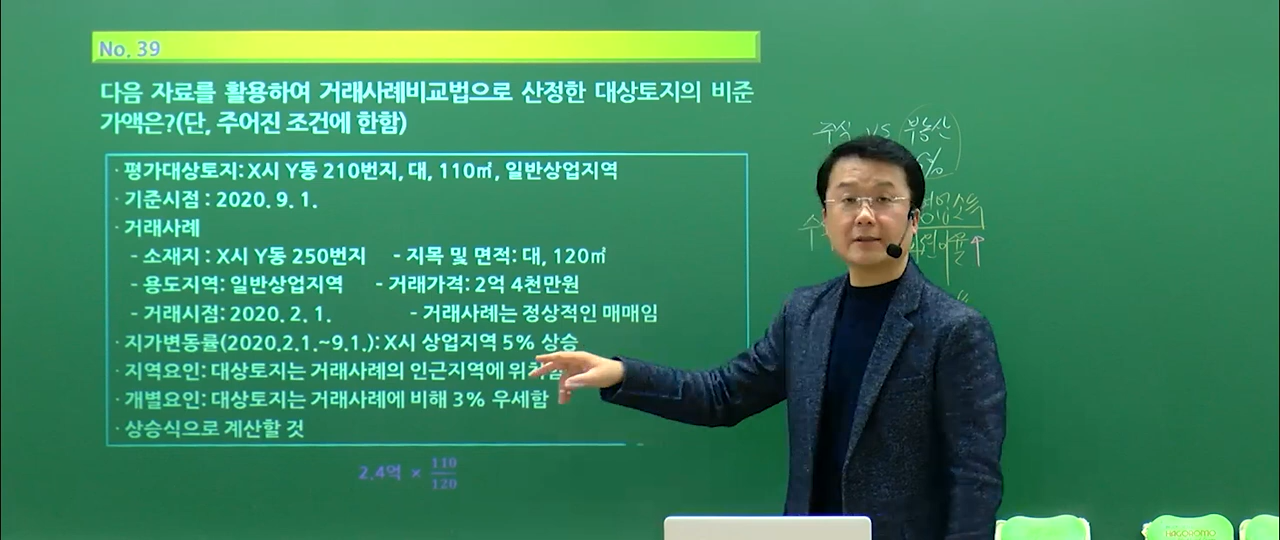 No. 39
다음 자료를 활용하여 거래사례비교법으로 산정한 대상토지의 비준
가액은?(단, 주어진 조건에 한함)
· 평가대상토지: X시 Y동 210번지, 대, 110㎡, 일반상업지역
· 기준시점 : 2020. 9. 1.
· 거래사례
- 소재지 : X시 Y동 250번지 - 지목 및 면적: 대, 120㎡
- 용도지역: 일반상업지역 - 거래가격: 2억 4천만원
- 거래시점: 2020. 2. 1. - 거래사례는 정상적인 매매임
· 지가변동률(2020.2.1.~9.1.): X시 상업지역 5% 상승
· 지역요인: 대상토지는 거래사례의 인근지역에 위치
· 개별요인: 대상토지는 거래사례에 비해 3% 우세함
· 상승식으로 계산할 것
2.4억 × 110/120
주식 vs 부동산
%